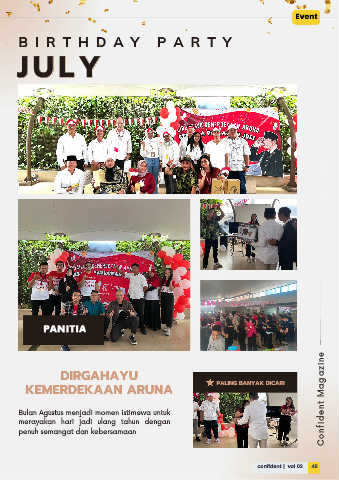 Event
BIRTHDAY PARTY
JULY
PANITIA
DIRGAHAYU
KEMERDEKAAN ARUNA
PALING BANYAK DICARI
Bulan Agustus menjadi momen istimewa untuk
merayakan hari jadi ulang tahun dengan
penuh semangat dan kebersamaan
Confident Magazine
confident | vol 03